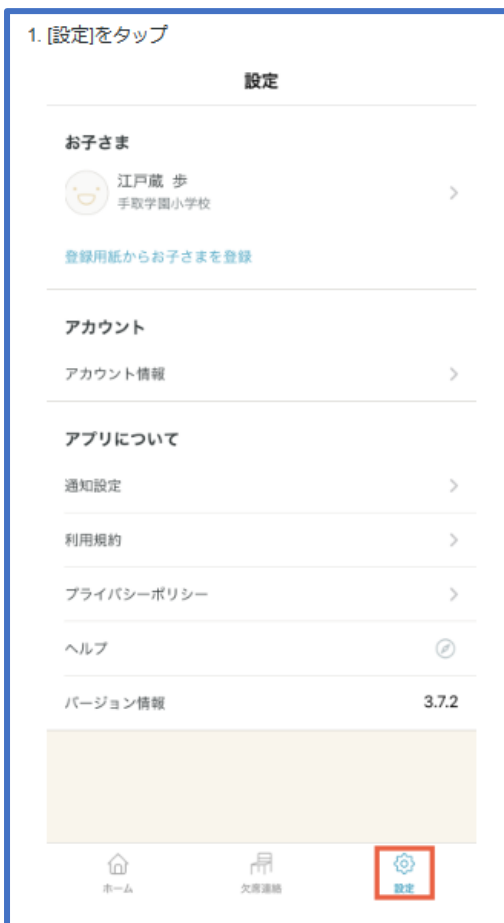 1. [設定]をタップ
設定
お子さま
江戸蔵 歩
手取学園小学校
登録用紙からお子さまを登録
アカウント
アカウント情報
アプリについて
通知設定
利用規約
プライバシーポリシー
ヘルプ
バージョン情報 3.7.2
ホーム 欠席連絡 設定